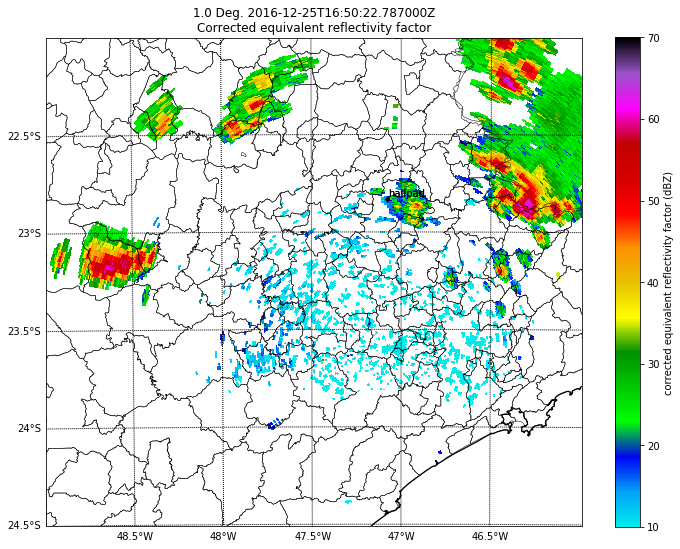 1.0 Deg. 2016-12-25T16:50:22.787000Z
Corrected equivalent reflectivity factor
22.5°S
23°S
23.5°S
24°S
24.5°S
48.5°W
48°W
47.5°W
47°W
46.5°W
70
60
50
40
30
20
10
corrected equivalent reflectivity factor (dBZ)